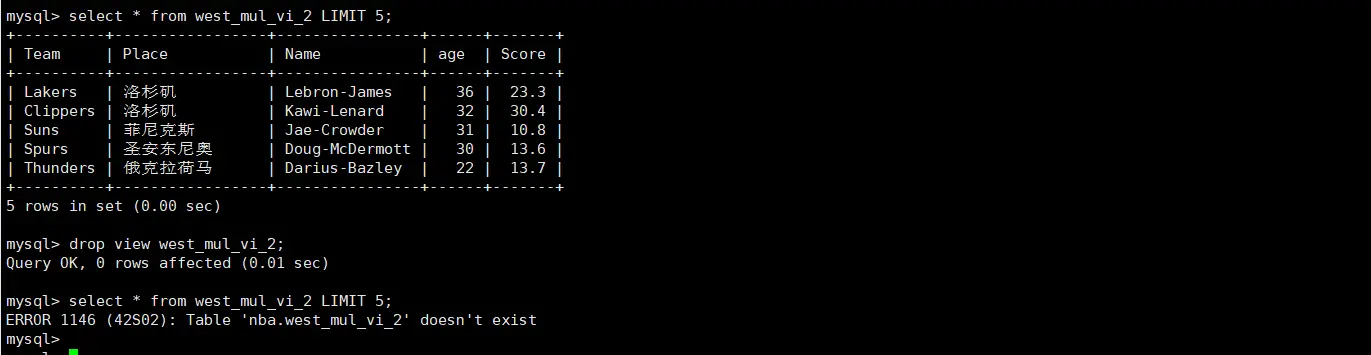 mysql> select * from west_mul_vi_2 LIMIT 5;
+----------+-----------------+----------------+------+-------+
| Team     | Place           | Name           | age  | Score |
+----------+-----------------+----------------+------+-------+
| Lakers   | 洛杉矶          | Lebron-James   |   36 |  23.3 |
| Clippers | 洛杉矶          | Kawi-Lenard    |   32 |  30.4 |
| Suns     | 菲尼克斯        | Jae-Crowder    |   31 |  10.8 |
| Spurs    | 圣安东尼奥      | Doug-McDermott |   30 |  13.6 |
| Thunders | 俄克拉荷马      | Darius-Bazley  |   22 |  13.7 |
+----------+-----------------+----------------+------+-------+
5 rows in set (0.00 sec)
mysql> drop view west_mul_vi_2;
Query OK, 0 rows affected (0.01 sec)
mysql> select * from west_mul_vi_2 LIMIT 5;
ERROR 1146 (42S02): Table 'nba.west_mul_vi_2' doesn't exist
mysql>